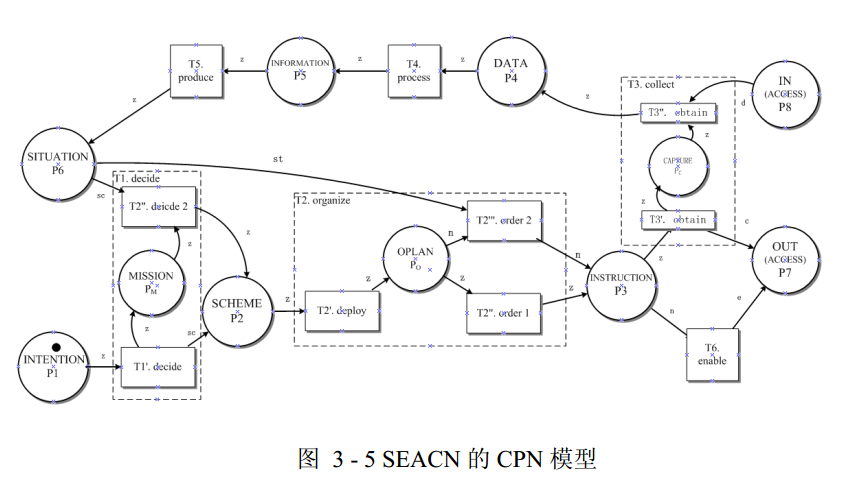 T5.
produce
z
INFORMATION
P5
z
T4.
process
z
DATA
P4
z
T3. collect
T3''. obtain
d
IN
(ACCESS)
P8
z
CAPRURE
P_C
z
T3'. obtain
c
OUT
(ACCESS)
P7
z
SITUATION
P6
st
sc
T1. decide
T2''. deicde 2
z
z
MISSION
P_M
z
sc
SCHEME
P2
z
INTENTION
P1
z
T1'. decide
T2. organize
T2'''. order 2
n
n
OPLAN
P_O
z
z
T2'. deploy
T2''. order 1
z
INSTRUCTION
P3
z
n
T6.
enable
e
图 3 - 5 SEACN 的 CPN 模型